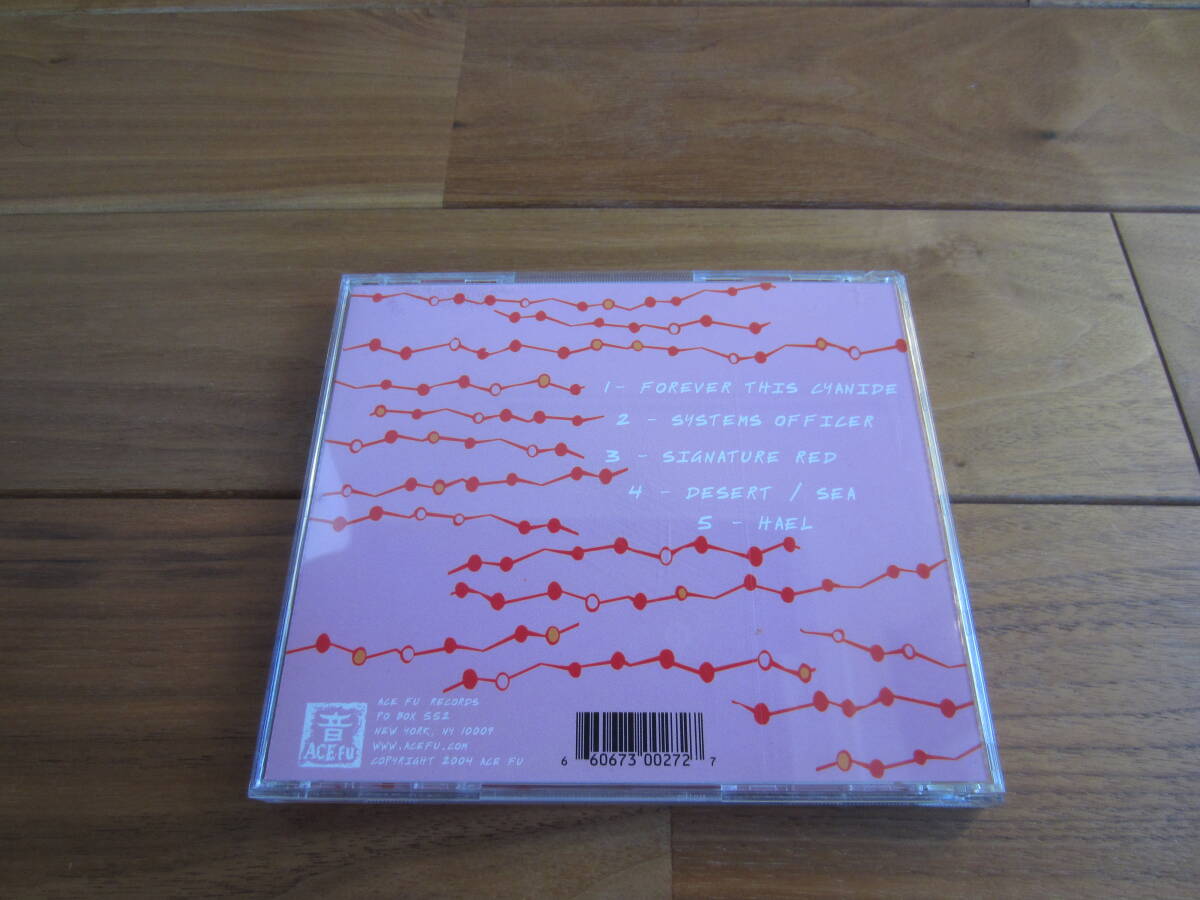 1- FOREVER THIS CYANIDE
2 - SYSTEMS OFFICER
3 - SIGNATURE RED
4 - DESERT / SEA
5 - HAEL
音
ACE FU
ACE FU RECORDS
PO BOX 552
NEW YORK, NY 10009
WWW.ACEFU.COM
COPYRIGHT 2004 ACE FU
6 60673 00272 7